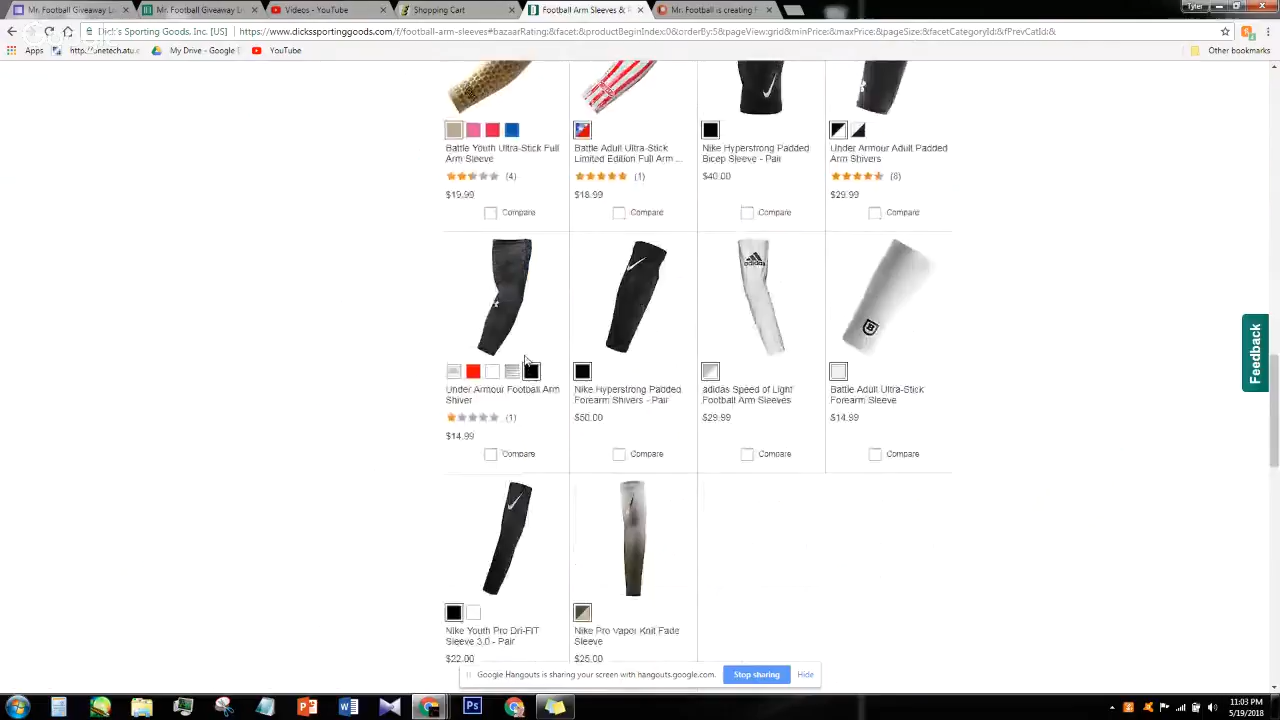 Mr. Football Giveaway Li
Mr. Football Giveaway L
Videos - YouTube
Shopping Cart
Football Arm Sleeves &
Mr. Football is creating F
Tyler
Dick's Sporting Goods, Inc. [US]
https://www.dickssportinggoods.com/f/football-arm-sleeves#bazaarRating&facet:&productBeginIndex:0&orderBy:5&pageView:grid&minPrice:&maxPrice:&pageSize:&facetCategoryId:&fPrevCatId:&
Apps
http://unetech.atu.c
My Drive - Google D
YouTube
Other bookmarks
Battle Youth Ultra-Stick Full
Arm Sleeve
(4)
$19.99
Compare
Battle Adult Ultra-Stick
Limited Edition Full Arm ...
(1)
$18.99
Compare
Nike Hyperstrong Padded
Bicep Sleeve - Pair
$40.00
Compare
Under Armour Adult Padded
Arm Shivers
(8)
$29.99
Compare
adidas
B
Under Armour Football Arm
Shiver
(1)
$14.99
Compare
Nike Hyperstrong Padded
Forearm Shivers - Pair
$50.00
Compare
adidas Speed of Light
Football Arm Sleeves
$29.99
Compare
Battle Adult Ultra-Stick
Forearm Sleeve
$14.99
Compare
Nike Youth Pro Dri-FIT
Sleeve 3.0 - Pair
$22.00
Nike Pro Vapor Knit Fade
Sleeve
$25.00
Feedback
Google Hangouts is sharing your screen with hangouts.google.com.
Stop sharing
Hide
Ps
11:03 PM
5/19/2018